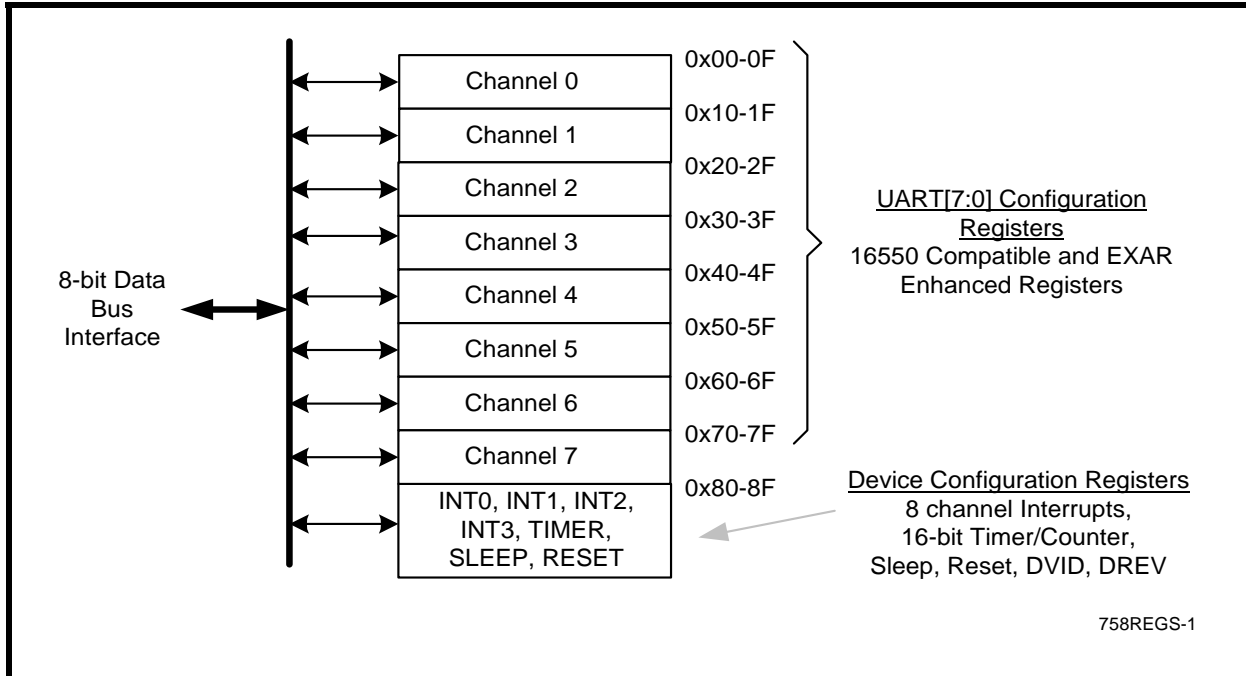 8-bit Data
Bus
Interface
0x00-0F
Channel 0
0x10-1F
Channel 1
0x20-2F
Channel 2
0x30-3F
Channel 3
0x40-4F
Channel 4
0x50-5F
Channel 5
0x60-6F
Channel 6
0x70-7F
Channel 7
0x80-8F
INT0, INT1, INT2,
INT3, TIMER,
SLEEP, RESET
UART[7:0] Configuration
Registers
16550 Compatible and EXAR
Enhanced Registers
Device Configuration Registers
8 channel Interrupts,
16-bit Timer/Counter,
Sleep, Reset, DVID, DREV
758REGS-1